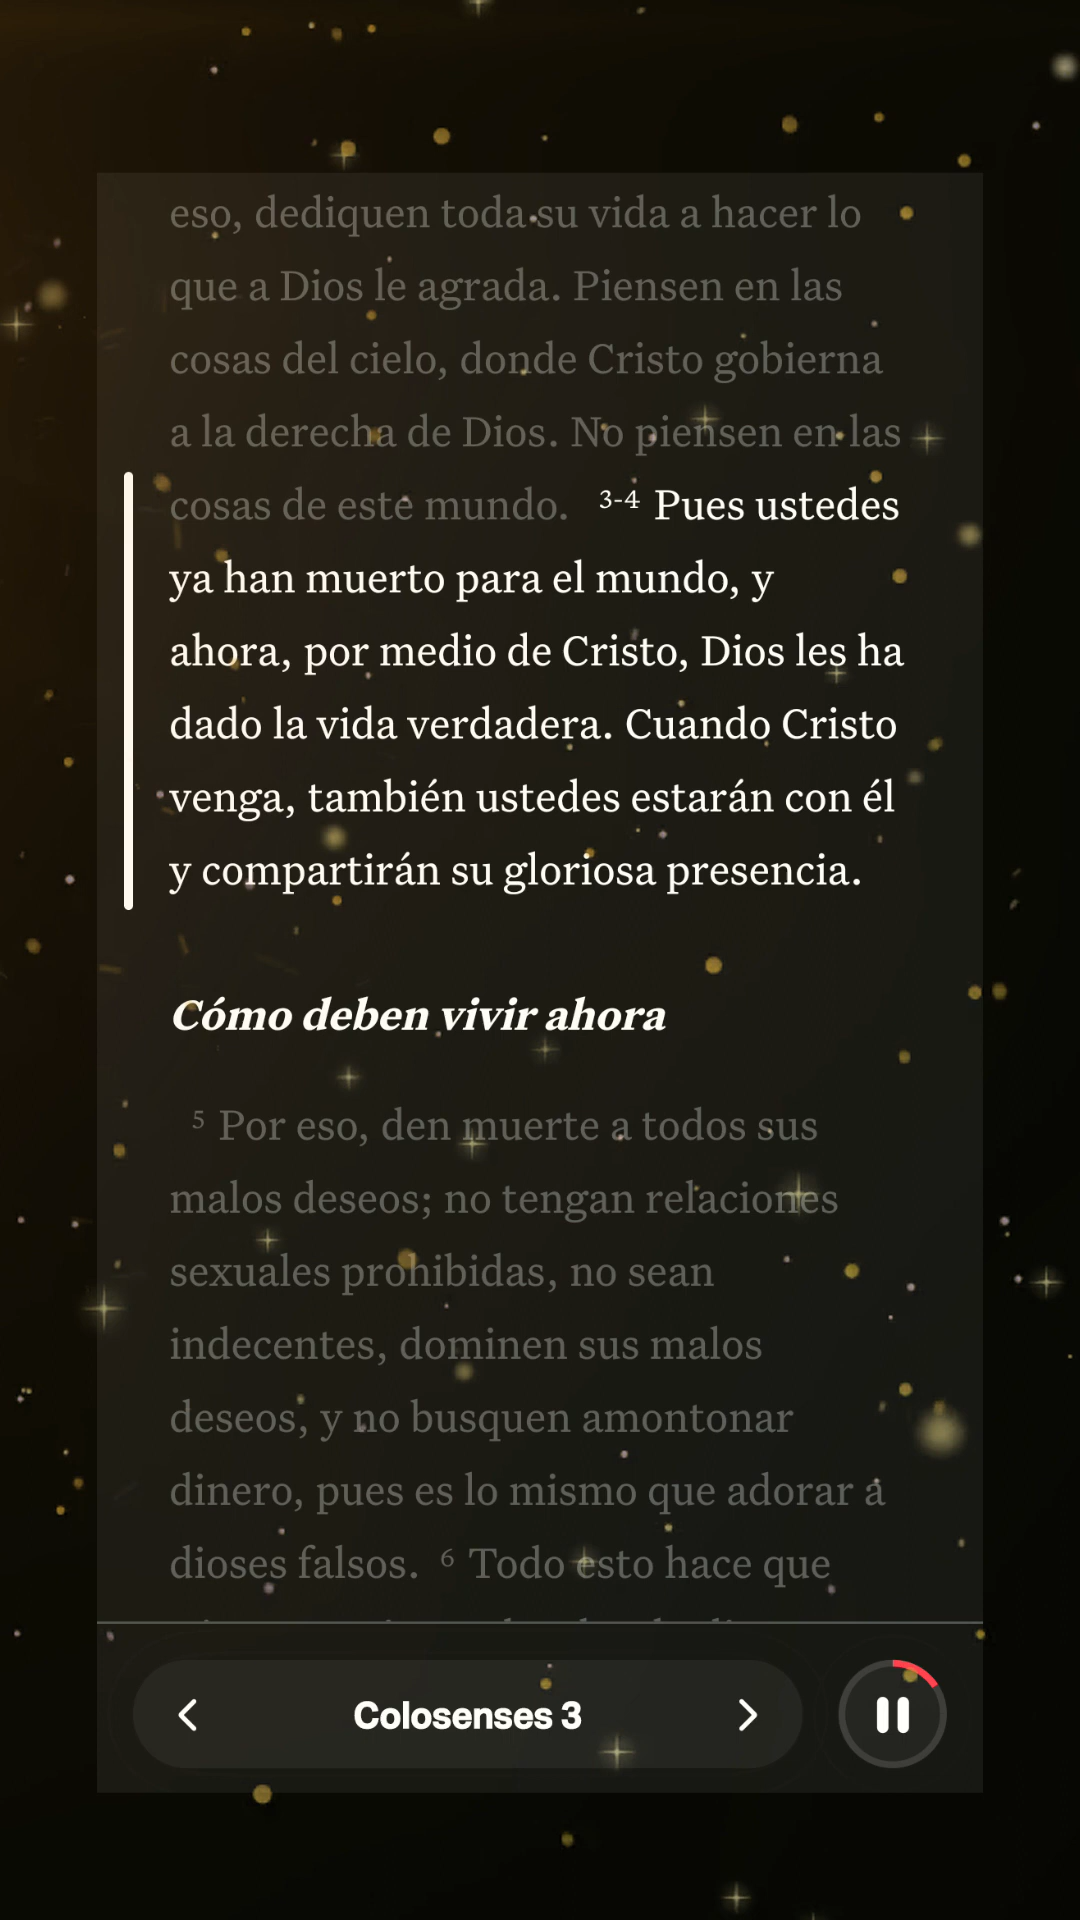 eso, dediquen toda su vida a hacer lo
que a Dios le agrada. Piensen en las
cosas del cielo, donde Cristo gobierna
a la derecha de Dios. No piensen en las
cosas de este mundo. 3-4 Pues ustedes
ya han muerto para el mundo, y
ahora, por medio de Cristo, Dios les ha
dado la vida verdadera. Cuando Cristo
venga, también ustedes estarán con él
y compartirán su gloriosa presencia.
Cómo deben vivir ahora
5 Por eso, den muerte a todos sus
malos deseos; no tengan relaciones
sexuales prohibidas, no sean
indecentes, dominen sus malos
deseos, y no busquen amontonar
dinero, pues es lo mismo que adorar a
dioses falsos. 6 Todo esto hace que
Colosenses 3